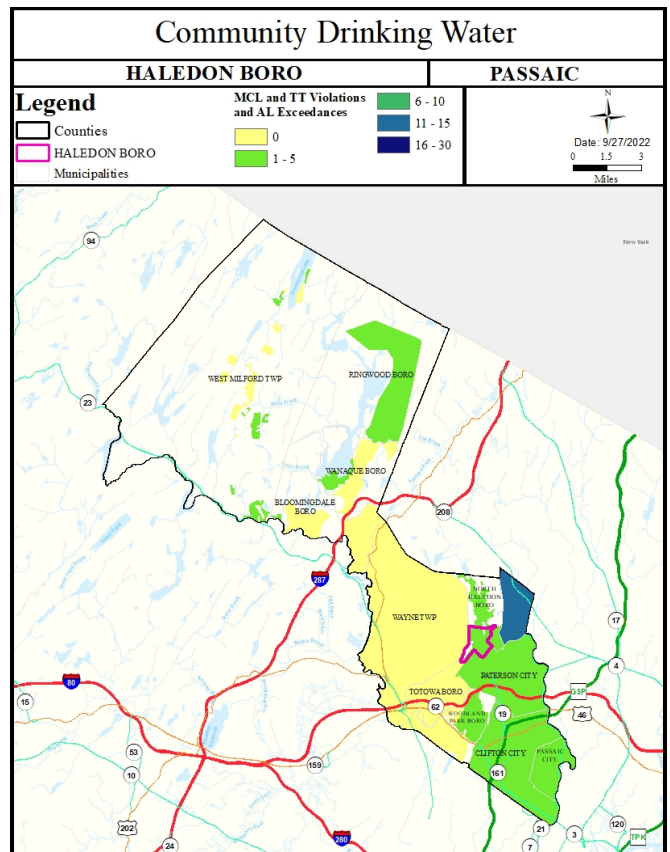 Community Drinking Water
HALEDON BORO
PASSAIC
Legend
Counties
HALEDON BORO
Municipalities
MCL and TT Violations
and AL Exceedances
0
1 - 5
6 - 10
11 - 15
16 - 30
N
Date: 9/27/2022
0 1.5 3
Miles
New York
94
WEST MILFORD TWP
RINGWOOD BORO
23
WANAQUE BORO
BLOOMINGDALE
BORO
208
287
NORTH
HALEDON
BORO
WAYNE TWP
17
4
PATERSON CITY
80
TOTOWA BORO
GSP
15
62
WOODLAND
PARK BORO
19
46
53
CLIFTON CITY
PASSAIC
CITY
159
10
161
202
24
280
21
3
120
7
TPK